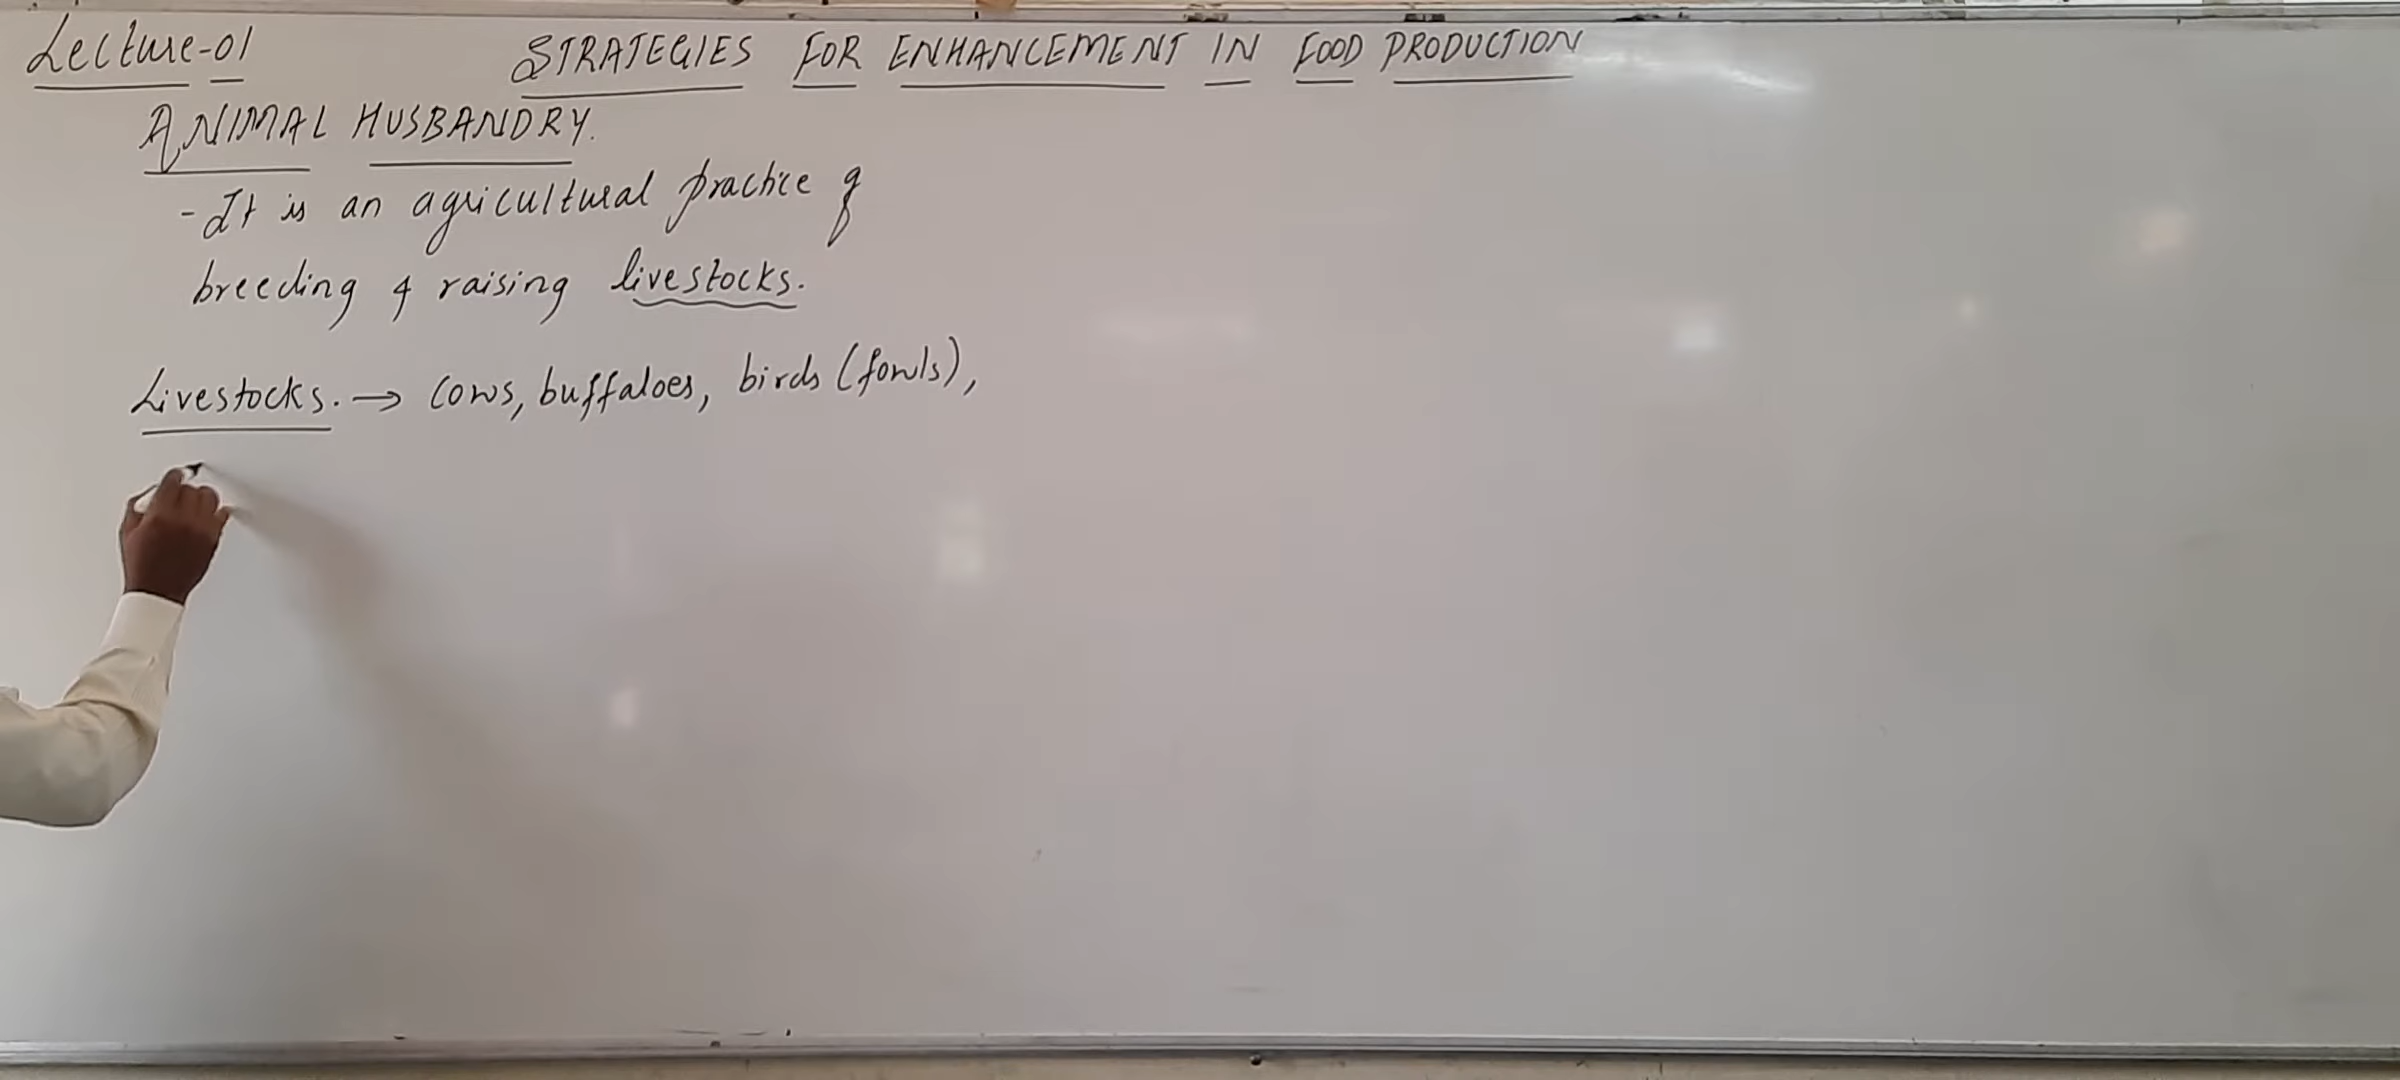 Lecture-01 STRATEGIES FOR ENHANCEMENT IN FOOD PRODUCTION
ANIMAL HUSBANDRY.
- It is an agricultural practice of
breeding & raising livestocks.
Livestocks. → Cows, buffaloes, birds (fowls),